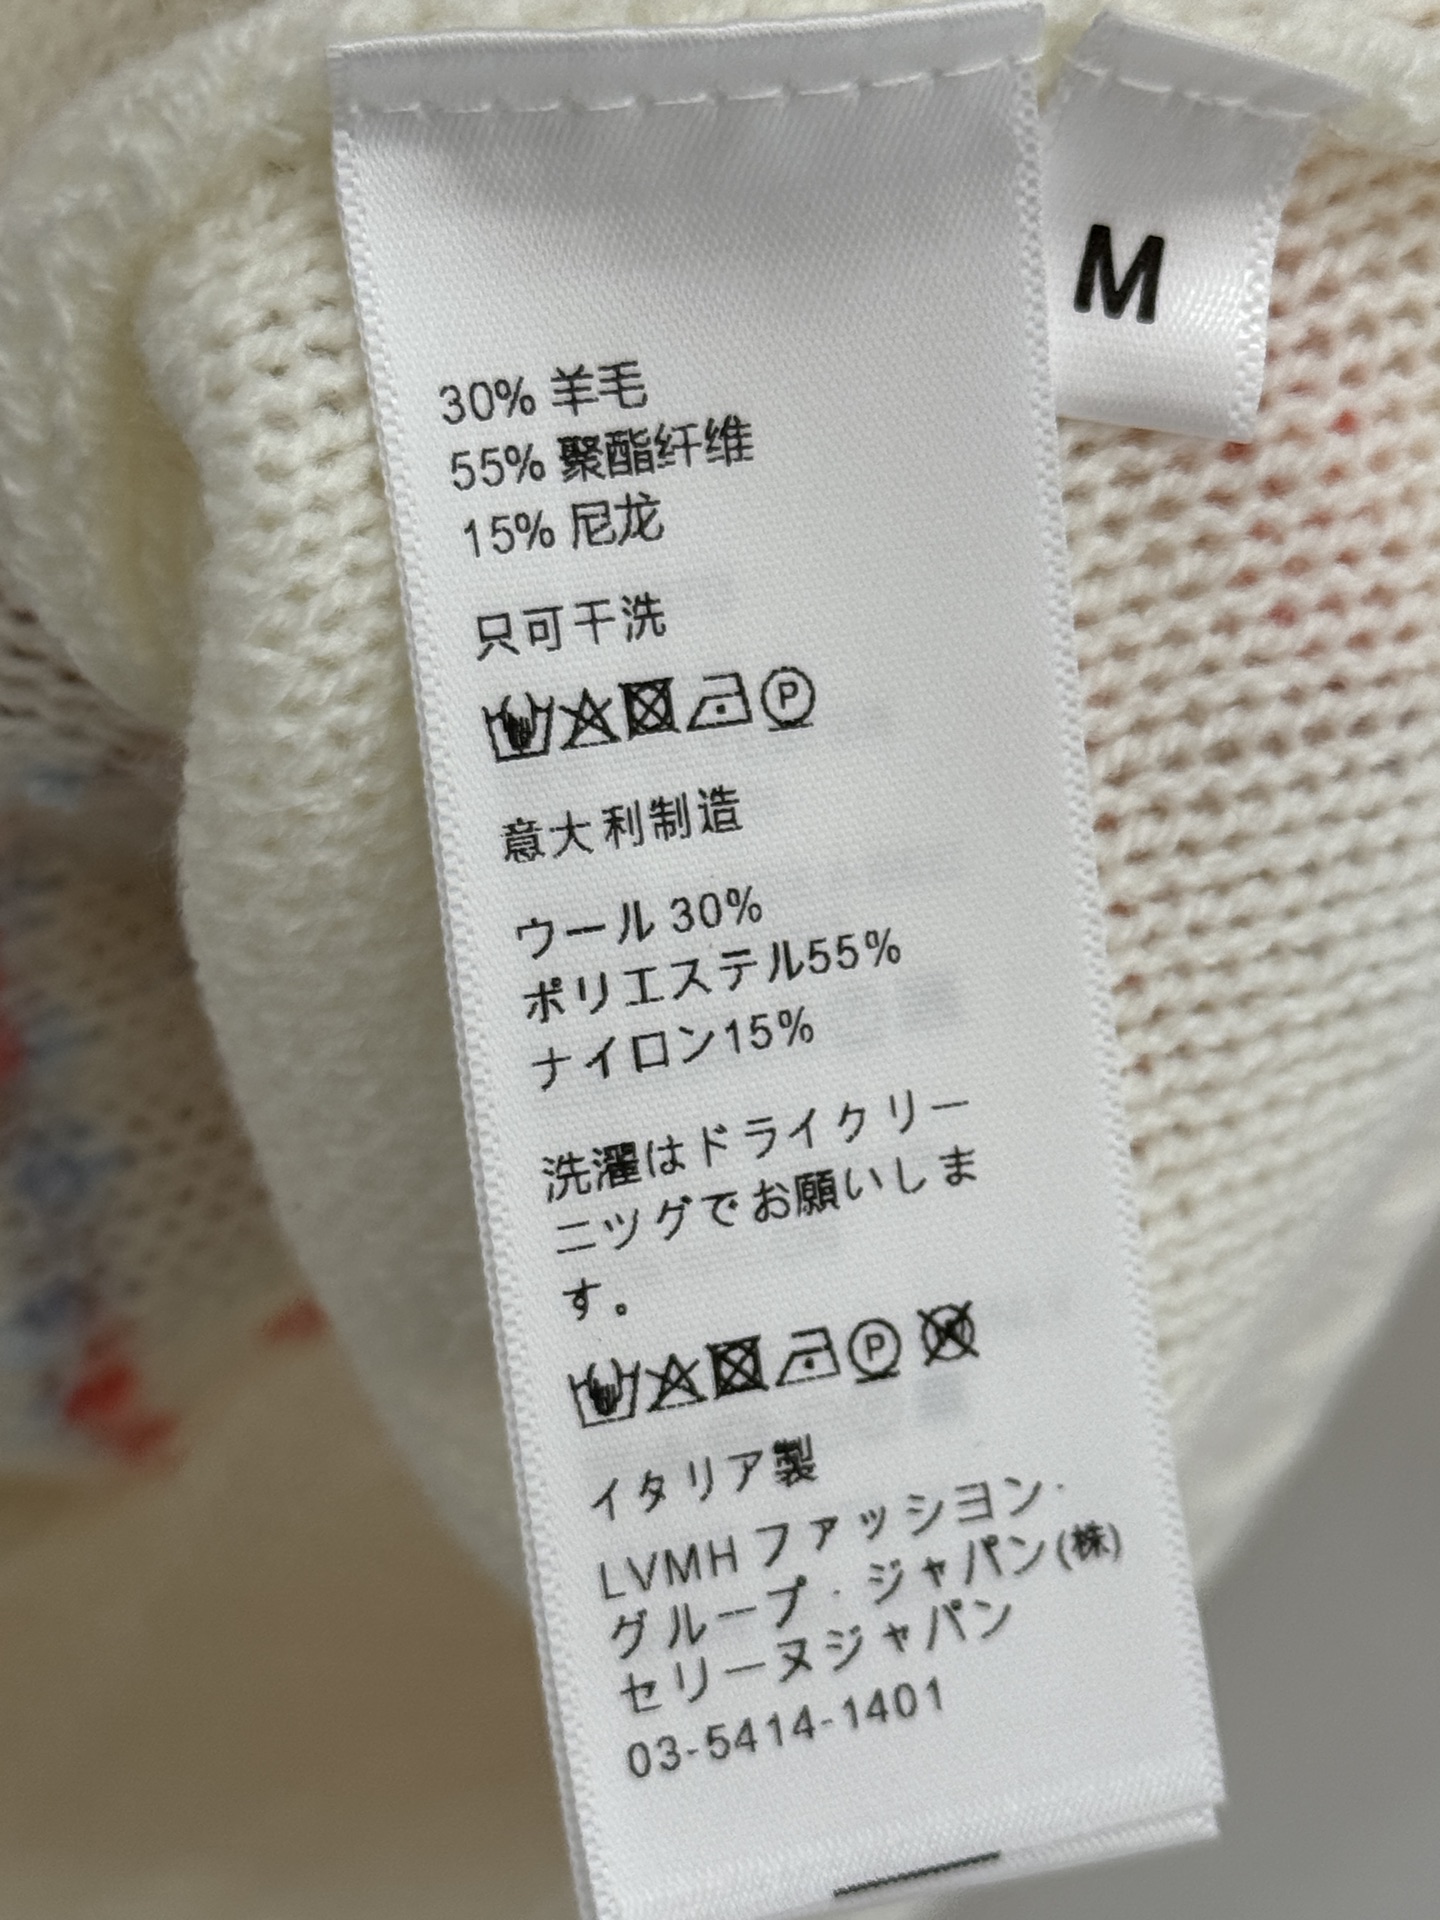 M
30% 羊毛
55% 聚酯纤维
15% 尼龙
只可干洗
P
意大利制造
ウール 30%
ポリエステル55%
ナイロン15%
洗濯はドライクリー
ニツグでお願いしま
す。
P
イタリア製
LVMH ファッシヨン·
グループ · ジャパン(株)
セリーヌジャパン
03-5414-1401